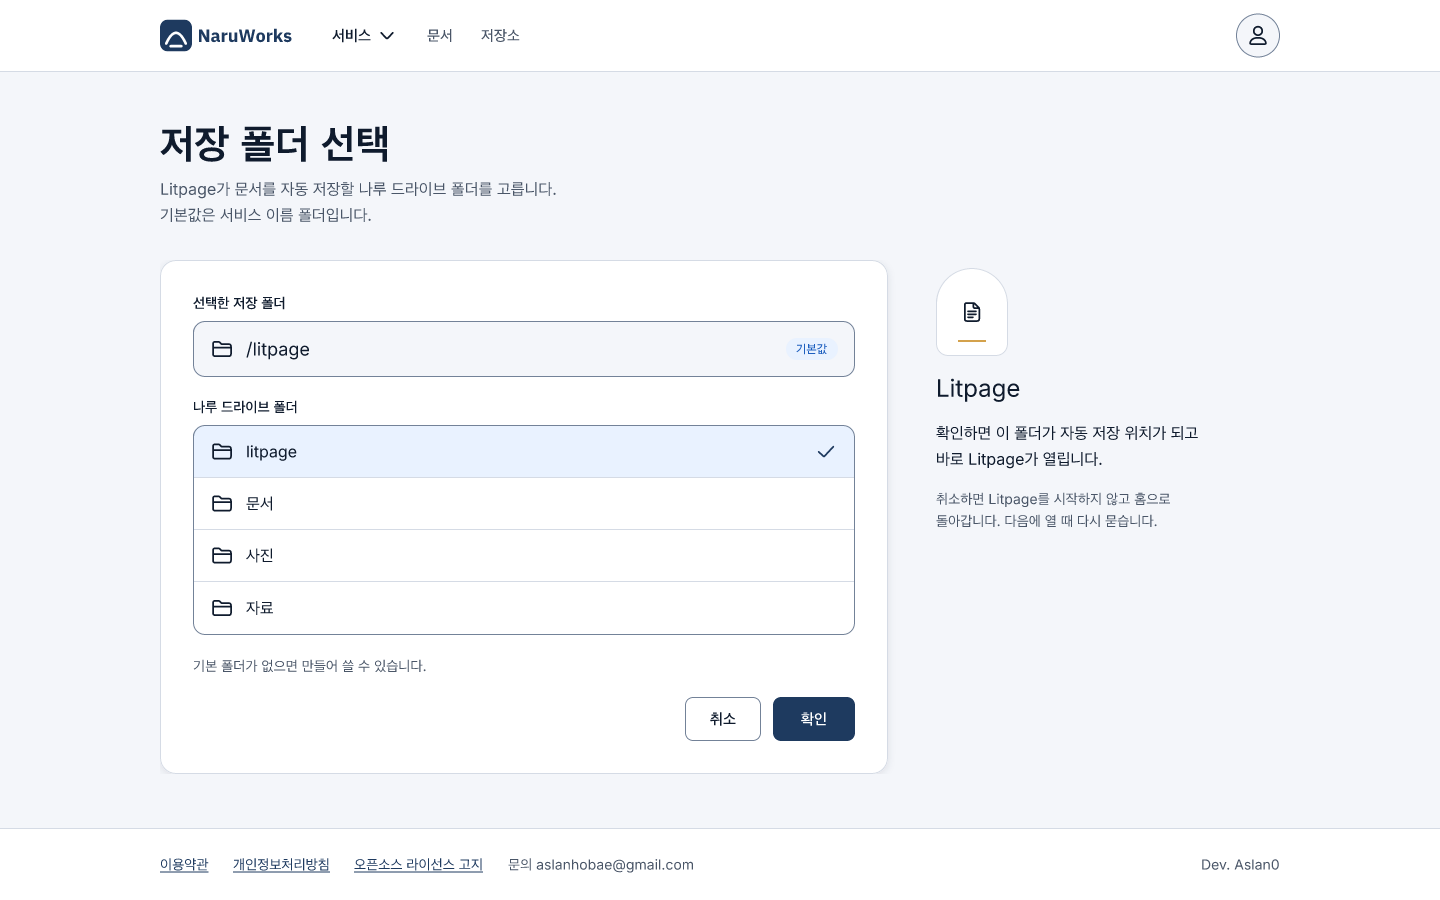 NaruWorks
서비스
문서
저장소
저장 폴더 선택
Litpage가 문서를 자동 저장할 나루 드라이브 폴더를 고릅니다.
기본값은 서비스 이름 폴더입니다.
선택한 저장 폴더
/litpage
기본값
나루 드라이브 폴더
litpage
문서
사진
자료
기본 폴더가 없으면 만들어 쓸 수 있습니다.
취소
확인
Litpage
확인하면 이 폴더가 자동 저장 위치가 되고
바로 Litpage가 열립니다.
취소하면 Litpage를 시작하지 않고 홈으로
돌아갑니다. 다음에 열 때 다시 묻습니다.
이용약관
개인정보처리방침
오픈소스 라이선스 고지
문의 aslanhobae@gmail.com
Dev. Aslan0